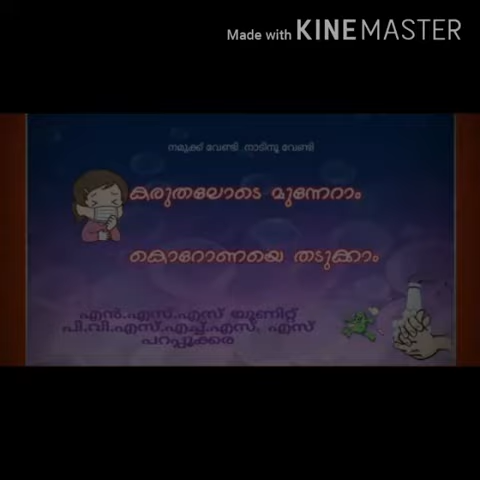 Made with KINEMASTER
നമുക്ക് വേണ്ടി നാടിനു വേണ്ടി
കരുതലോടെ മുന്നേറാം
കൊറോണയെ തടുക്കാം
എൻ.എസ്.എസ് യൂണിറ്റ്
പി.വി.എസ്.എച്ച്.എസ്. എസ്
പറപ്പൂക്കര